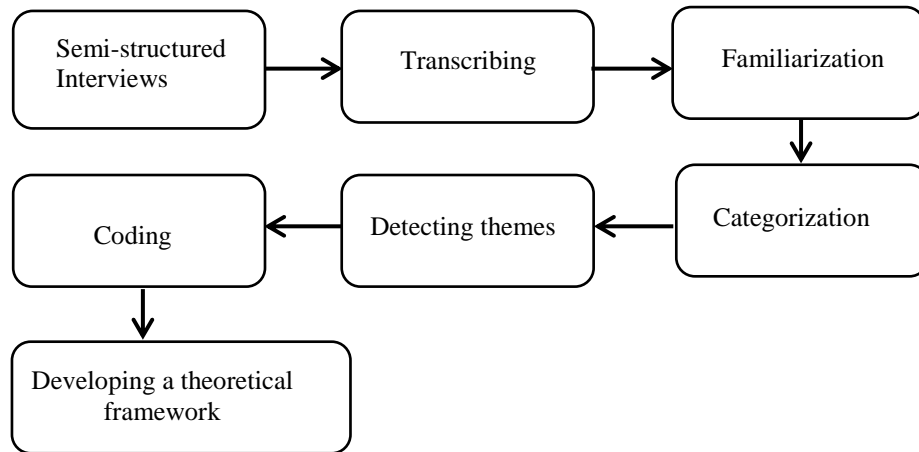 Semi-structured
Interviews
Transcribing
Familiarization
Categorization
Detecting themes
Coding
Developing a theoretical
framework